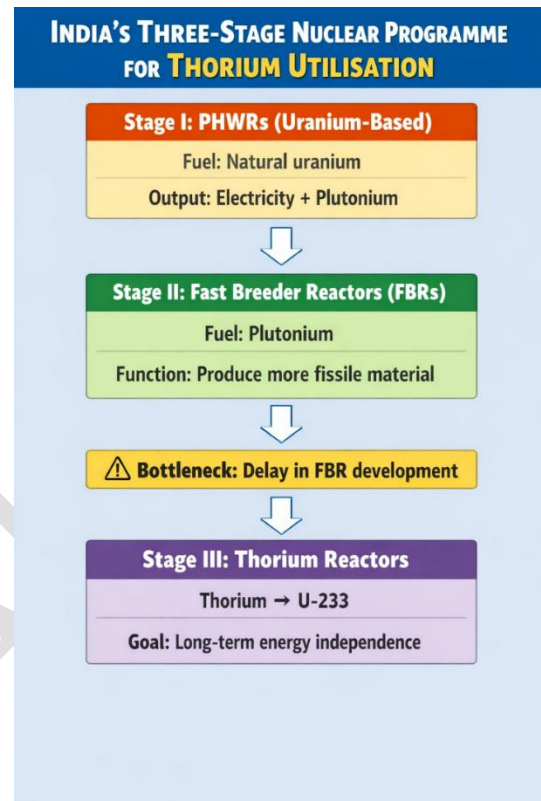 INDIA'S THREE-STAGE NUCLEAR PROGRAMME
FOR THORIUM UTILISATION
Stage I: PHWRs (Uranium-Based)
Fuel: Natural uranium
Output: Electricity + Plutonium
Stage II: Fast Breeder Reactors (FBRs)
Fuel: Plutonium
Function: Produce more fissile material
⚠ Bottleneck: Delay in FBR development
Stage III: Thorium Reactors
Thorium → U-233
Goal: Long-term energy independence